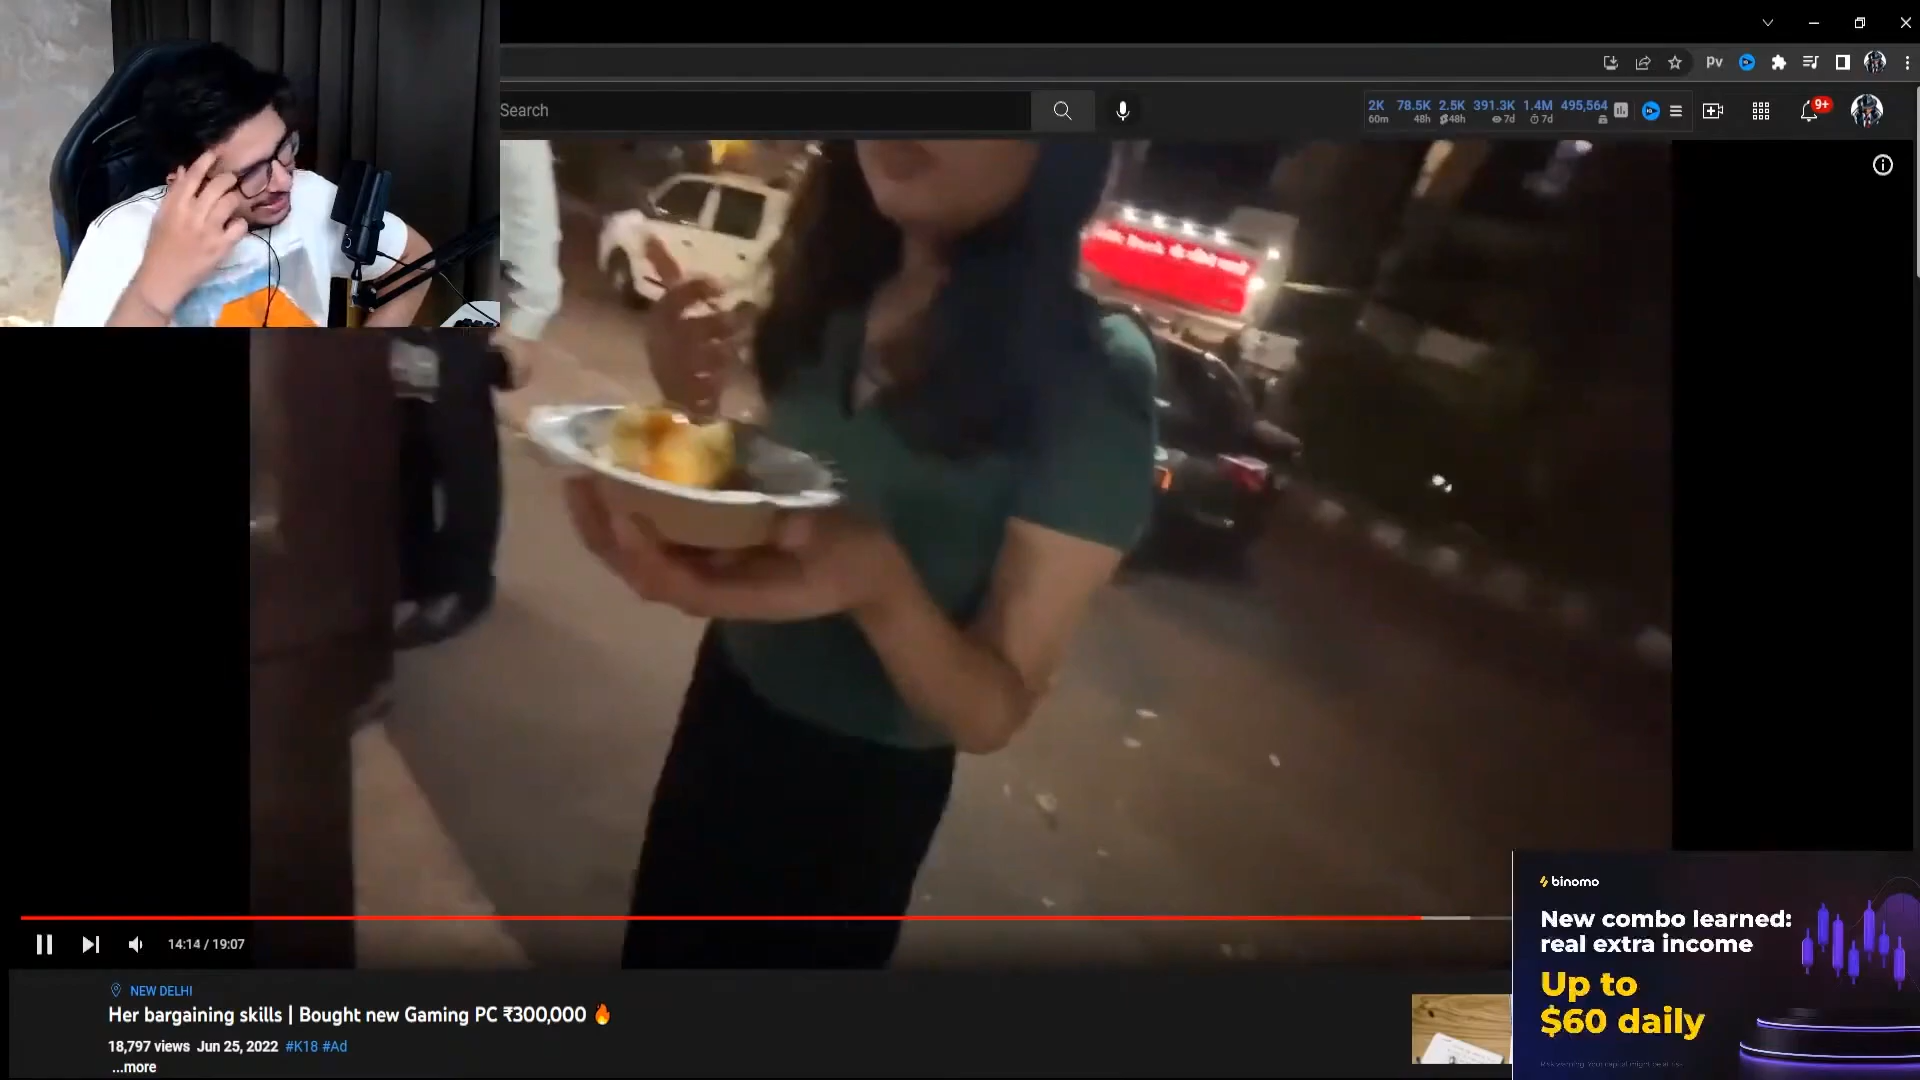 PV
Search
2K 78.5K 2.5K 391.3K 1.4M 495,564
60m 48h 48h 7d 7d
9+
14:14 / 19:07
NEW DELHI
Her bargaining skills | Bought new Gaming PC ₹300,000 🔥
18,797 views Jun 25, 2022 #K18 #Ad
...more
binomo
New combo learned:
real extra income
Up to
$60 daily